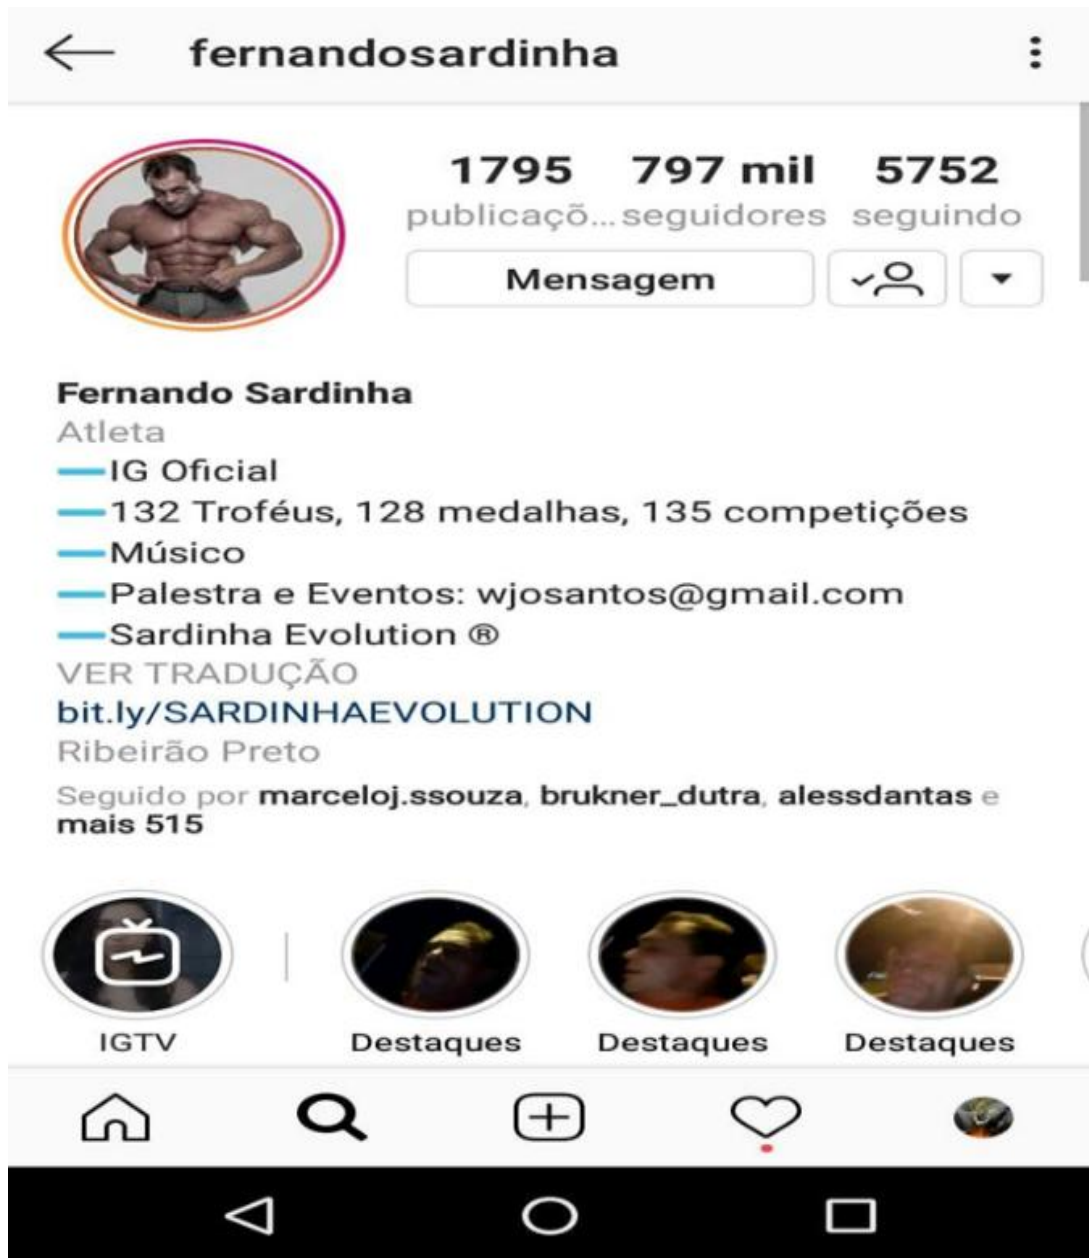 fernandosardinha
1795 797 mil 5752
publicaçõ... seguidores seguindo
Mensagem
Fernando Sardinha
Atleta
IG Oficial
132 Troféus, 128 medalhas, 135 competições
Músico
Palestra e Eventos: wjosantos@gmail.com
Sardinha Evolution ®
VER TRADUÇÃO
bit.ly/SARDINHAEVOLUTION
Ribeirão Preto
Seguido por marceloj.ssouza, brukner_dutra, alessdantas e
mais 515
IGTV Destaques Destaques Destaques